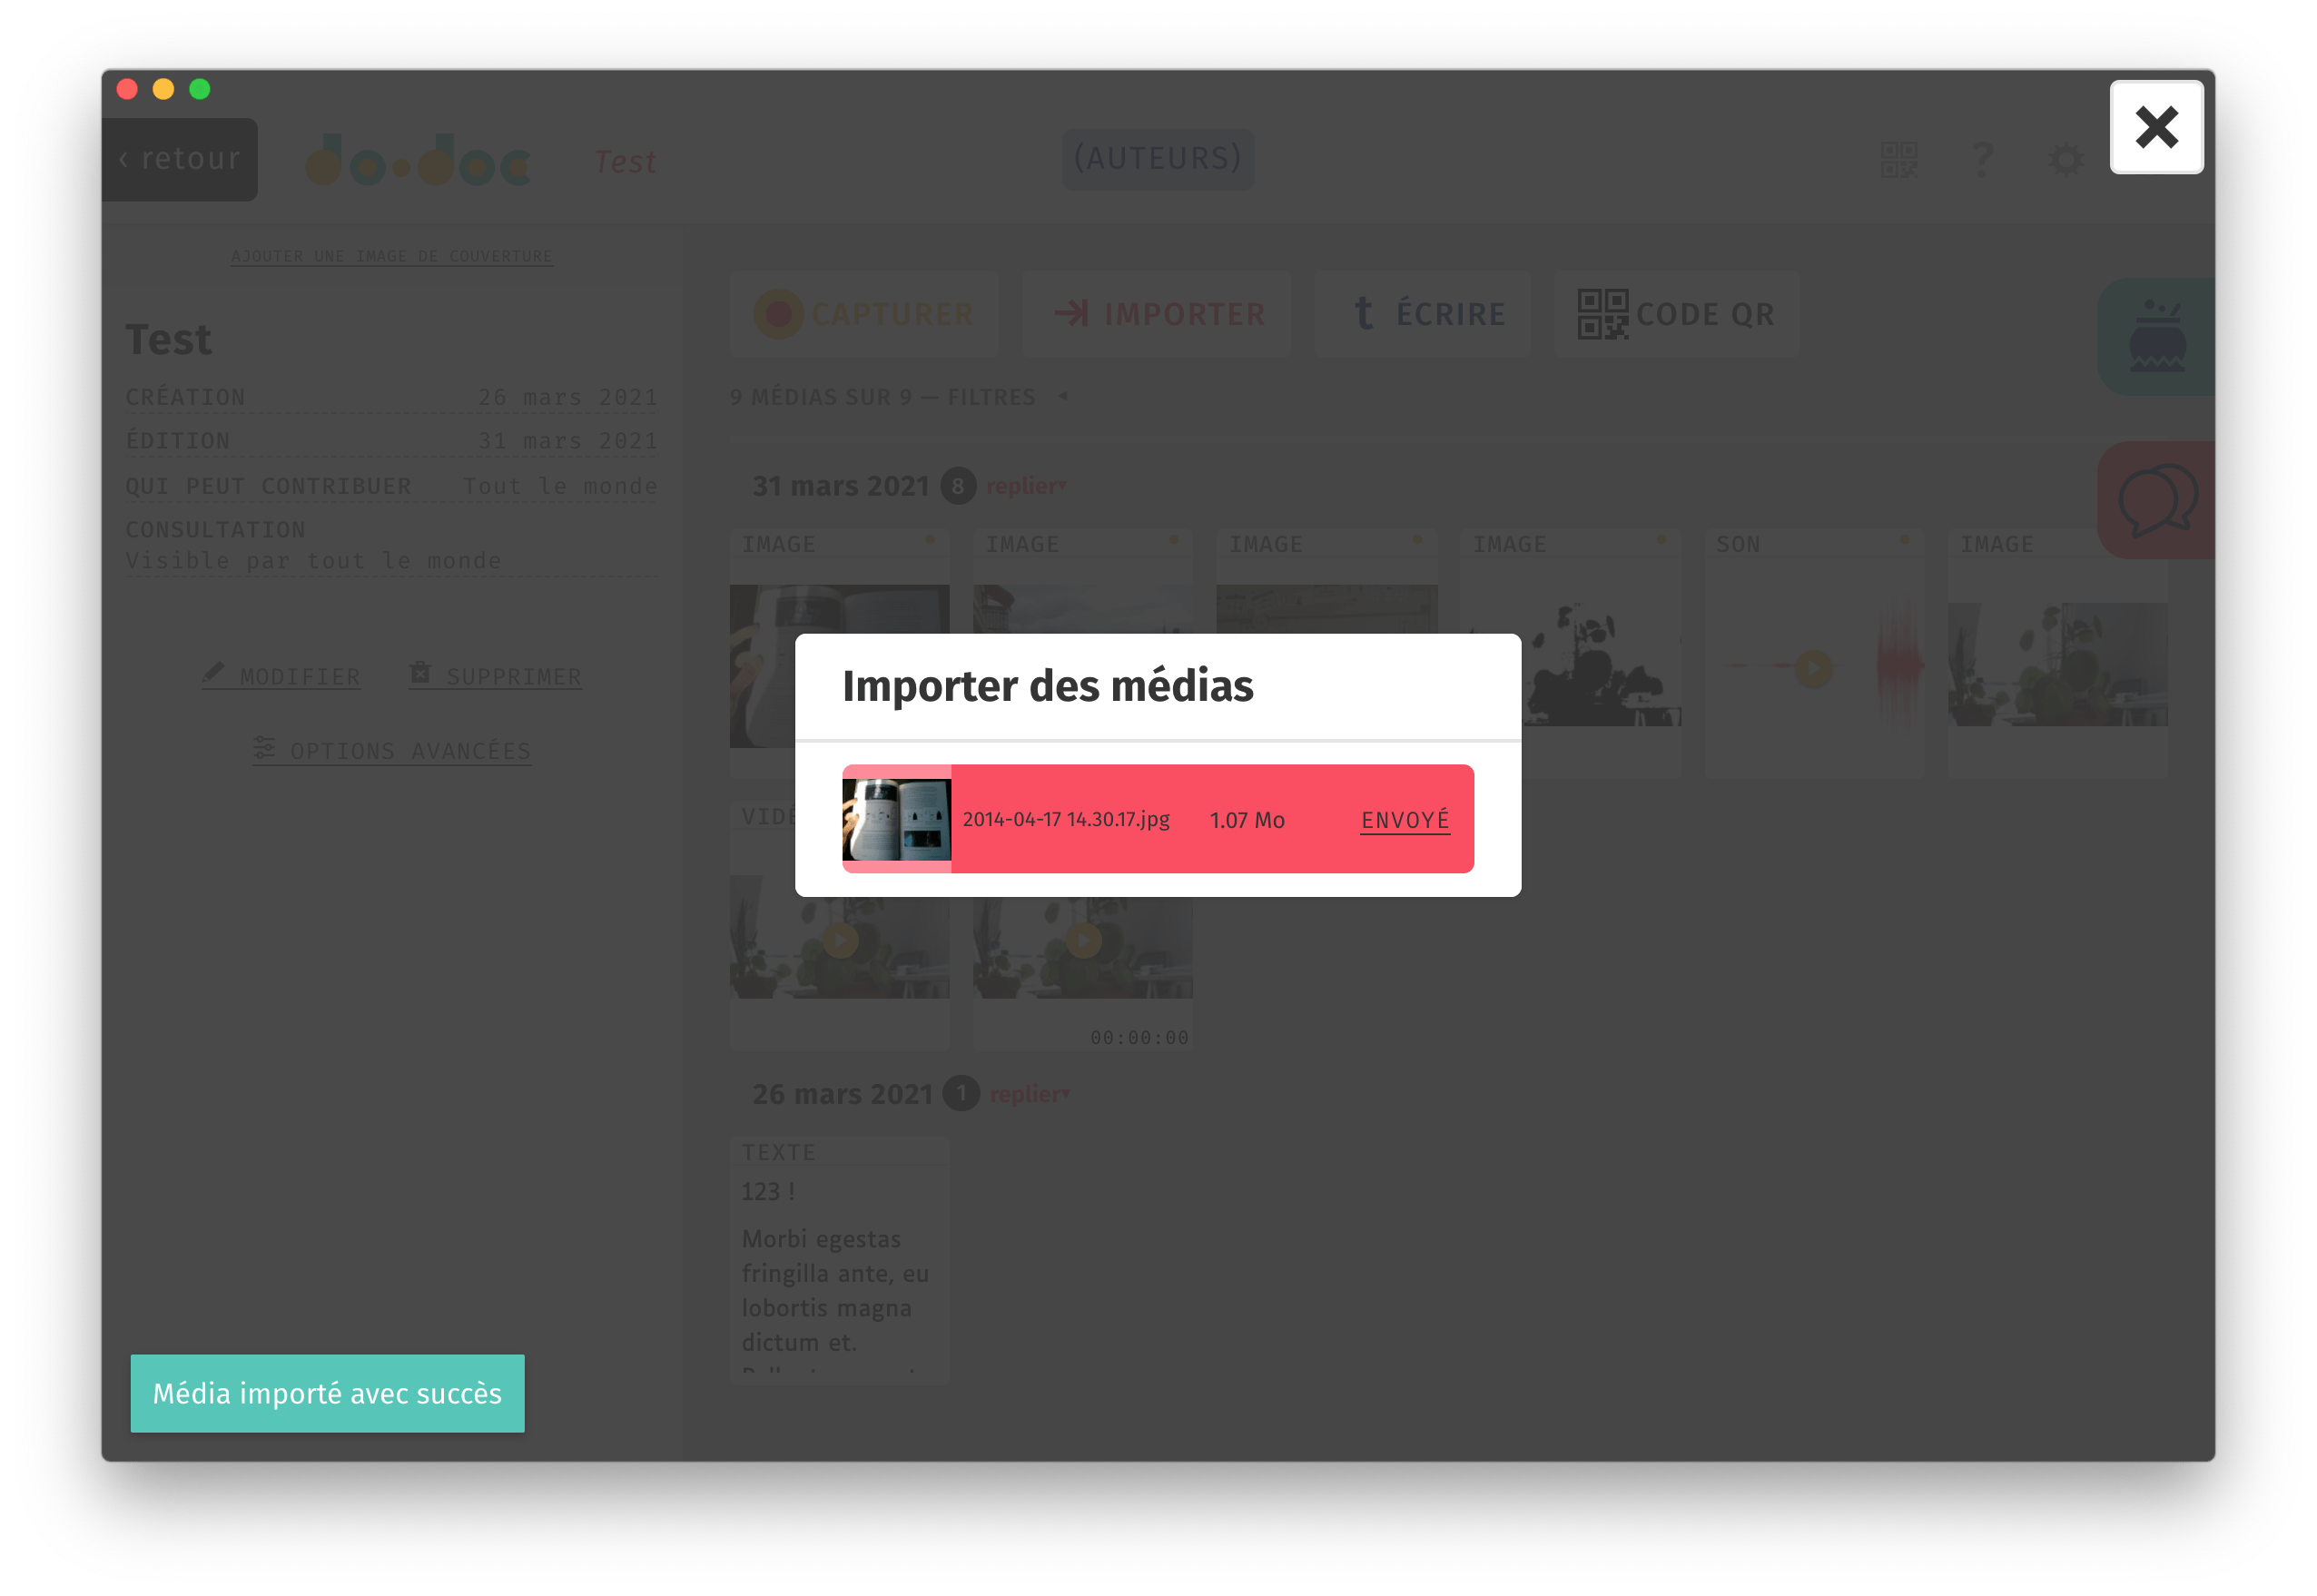 ‹ retour
do•doc
Test
(AUTEURS)
?
AJOUTER UNE IMAGE DE COUVERTURE
Test
CRÉATION 26 mars 2021
ÉDITION 31 mars 2021
QUI PEUT CONTRIBUER Tout le monde
CONSULTATION
Visible par tout le monde
MODIFIER
SUPPRIMER
OPTIONS AVANCÉES
CAPTURER
IMPORTER
t ÉCRIRE
CODE QR
9 MÉDIAS SUR 9 — FILTRES
31 mars 2021 8 replier
IMAGE
IMAGE
IMAGE
IMAGE
SON
IMAGE
Importer des médias
2014-04-17 14.30.17.jpg 1.07 Mo ENVOYÉ
00:00:00
26 mars 2021 1 replier
TEXTE
123 !
Morbi egestas
fringilla ante, eu
lobortis magna
dictum et.
Média importé avec succès